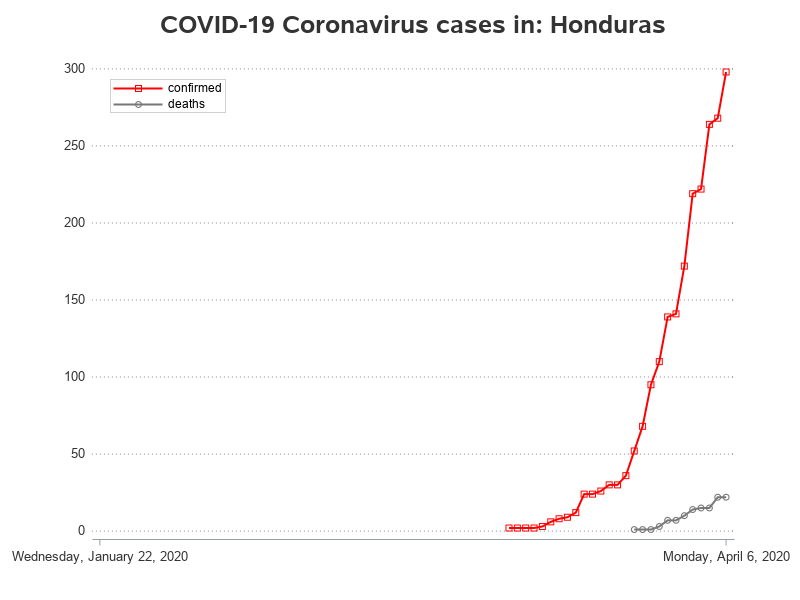 COVID-19 Coronavirus cases in: Honduras
confirmed
deaths
300
250
200
150
100
50
0
Wednesday, January 22, 2020
Monday, April 6, 2020